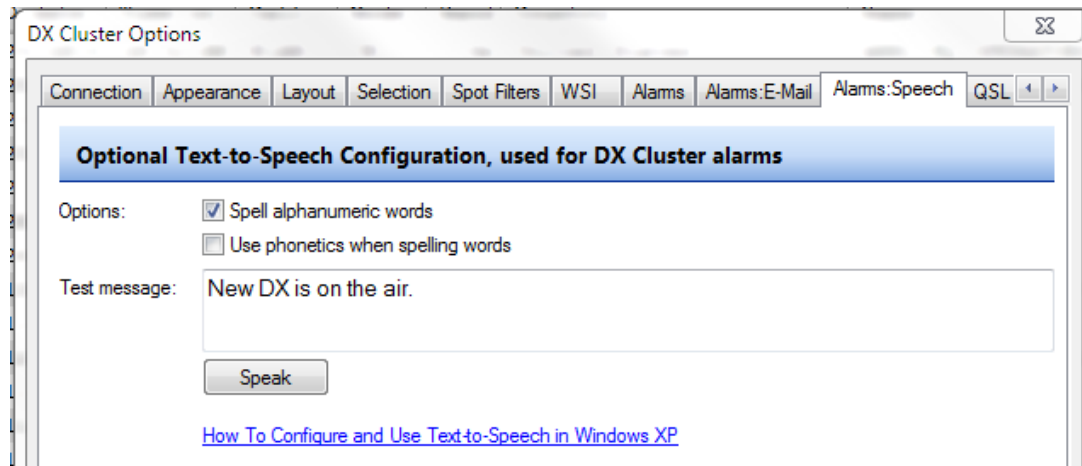 DX Cluster Options
Connection Appearance Layout Selection Spot Filters WSI Alarms Alarms:E-Mail Alarms:Speech QSL
Optional Text-to-Speech Configuration, used for DX Cluster alarms
Options: Spell alphanumeric words
Use phonetics when spelling words
Test message: New DX is on the air.
Speak
How To Configure and Use Text-to-Speech in Windows XP